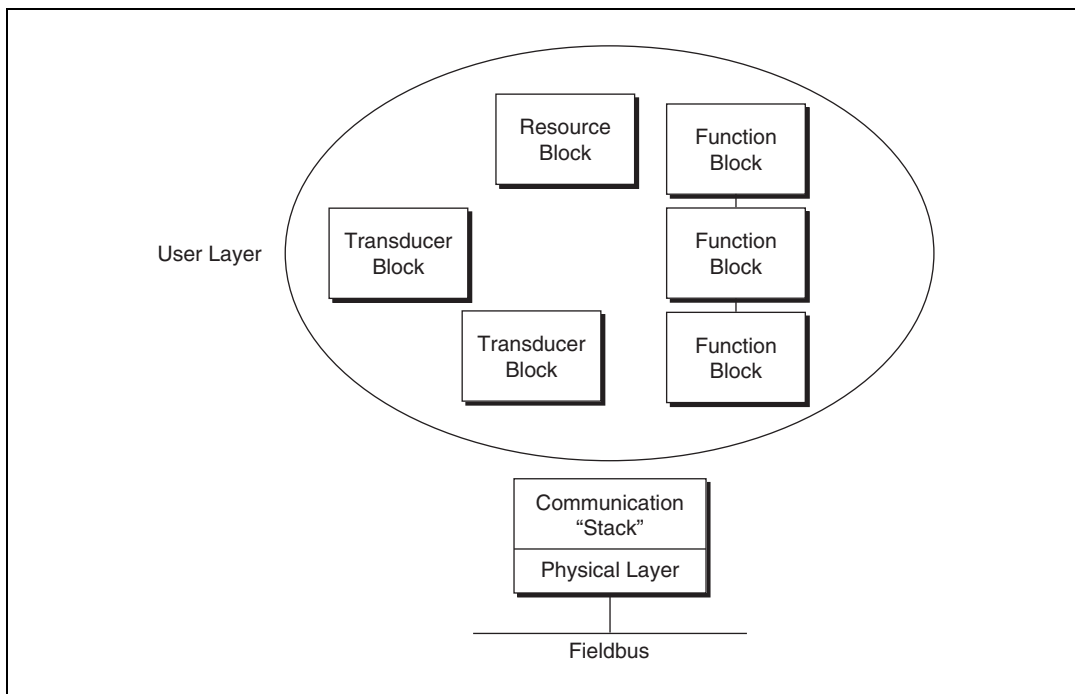 Resource
Block
Function
Block
User Layer
Transducer
Block
Function
Block
Transducer
Block
Function
Block
Communication
“Stack”
Physical Layer
Fieldbus